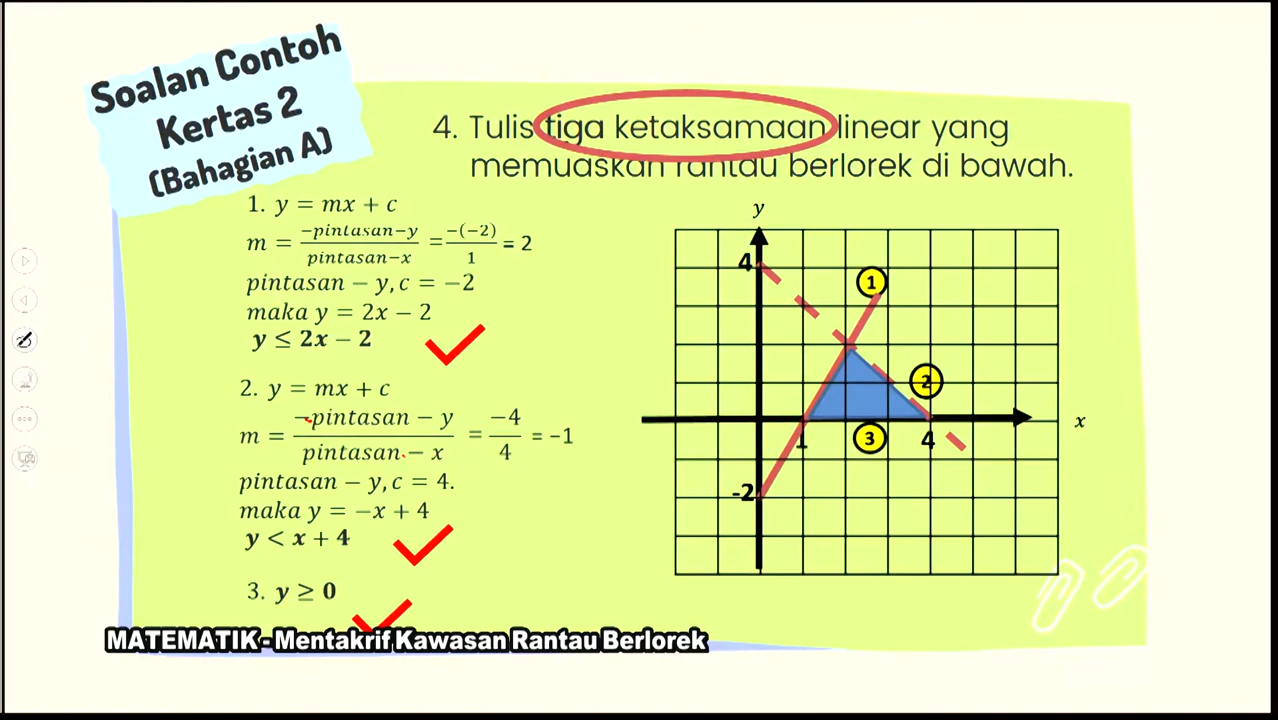 Soalan Contoh
Kertas 2
(Bahagian A)
4. Tulis tiga ketaksamaan linear yang
memuaskan rantau berlorek di bawah.
1. y = mx + c
m = −pintasan−y / pintasan−x = −(−2) / 1 = 2
pintasan − y, c = −2
maka y = 2x − 2
y ≤ 2x − 2
2. y = mx + c
m = −pintasan − y / pintasan − x = −4 / 4 = −1
pintasan − y, c = 4.
maka y = −x + 4
y < x + 4
3. y ≥ 0
y
4
1
2
x
1
3
4
-2
MATEMATIK - Mentakrif Kawasan Rantau Berlorek